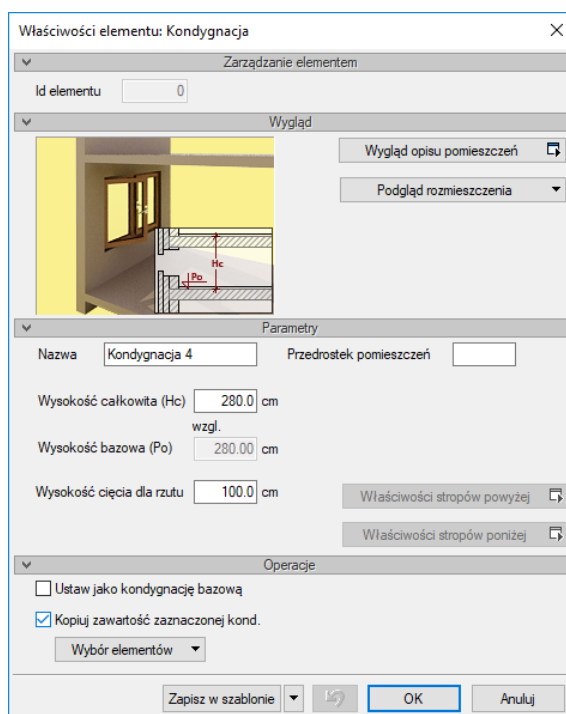 Właściwości elementu: Kondygnacja
Zarządzanie elementem
Id elementu 0
Wygląd
Wygląd opisu pomieszczeń
Podgląd rozmieszczenia
Hc
Po
Parametry
Nazwa Kondygnacja 4 Przedrostek pomieszczeń
Wysokość całkowita (Hc) 280.0 cm
wzgl.
Wysokość bazowa (Po) 280.00 cm
Wysokość cięcia dla rzutu 100.0 cm
Właściwości stropów powyżej
Właściwości stropów poniżej
Operacje
Ustaw jako kondygnację bazową
Kopiuj zawartość zaznaczonej kond.
Wybór elementów
Zapisz w szablonie OK Anuluj